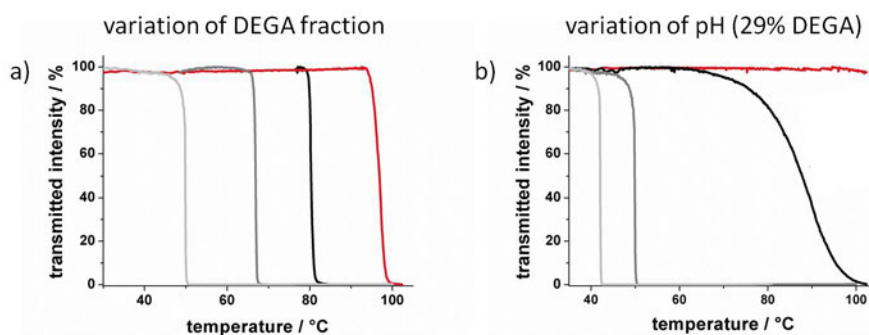 variation of DEGA fraction
variation of pH (29% DEGA)
a)
transmitted intensity / %
100
80
60
40
20
0
40
60
80
100
temperature / °C
b)
transmitted intensity / %
100
80
60
40
20
0
40
60
80
100
temperature / °C